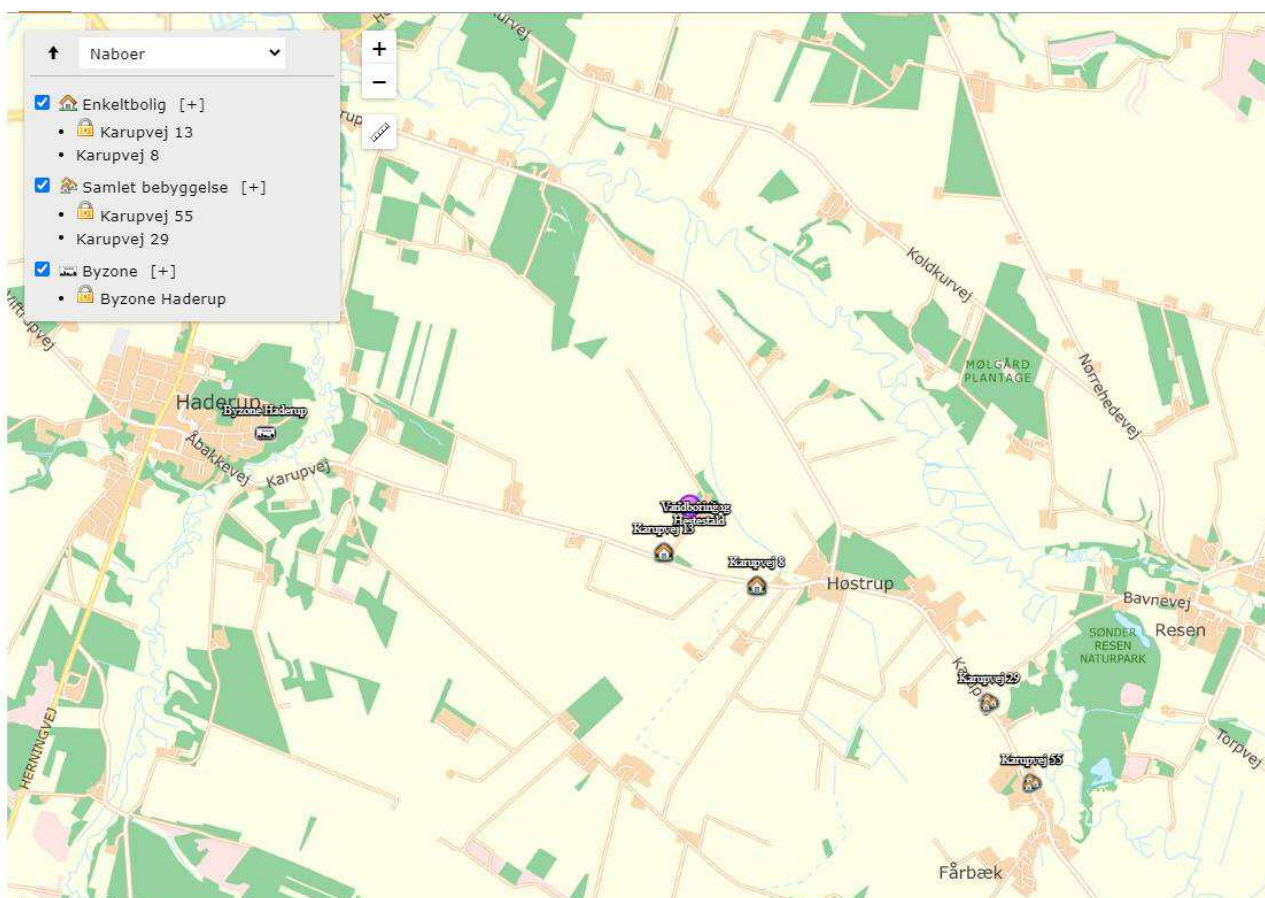 Naboer
+
−
Enkeltbolig [+]
Karupvej 13
Karupvej 8
Samlet bebyggelse [+]
Karupvej 55
Karupvej 29
Byzone [+]
Byzone Haderup
Koldkurvej
MØLGÅRD
PLANTAGE
Nørrehedevej
Haderup
Byzone Haderup
Åbakkevej
Karupvej
Hestestald
Karupvej 13
Karupvej 8
Høstrup
Bavnevej
Resen
SØNDER
RESEN
NATURPARK
Karupvej 29
HERNINGVEJ
Torpvej
Karupvej 55
Fårbæk